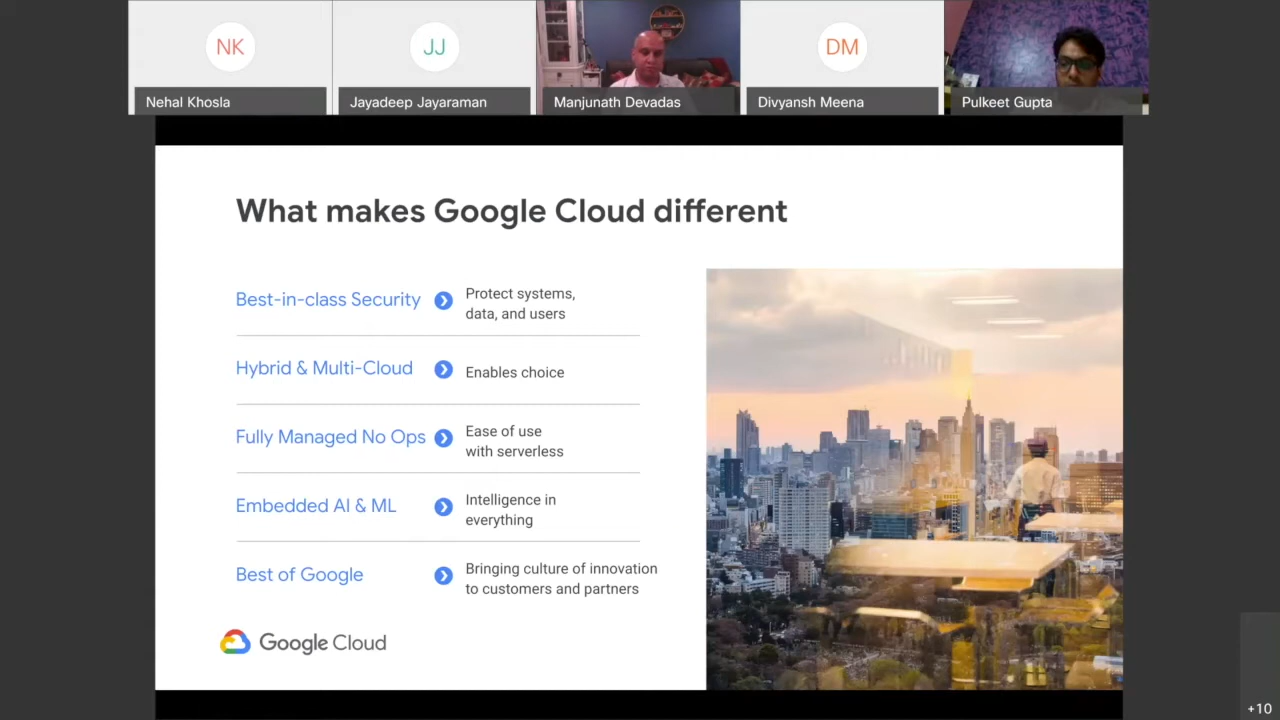 NK
JJ
DM
Nehal Khosla
Jayadeep Jayaraman
Manjunath Devadas
Divyansh Meena
Pulkeet Gupta
What makes Google Cloud different
Best-in-class Security
Protect systems,
data, and users
Hybrid & Multi-Cloud
Enables choice
Fully Managed No Ops
Ease of use
with serverless
Embedded AI & ML
Intelligence in
everything
Best of Google
Bringing culture of innovation
to customers and partners
Google Cloud
+10